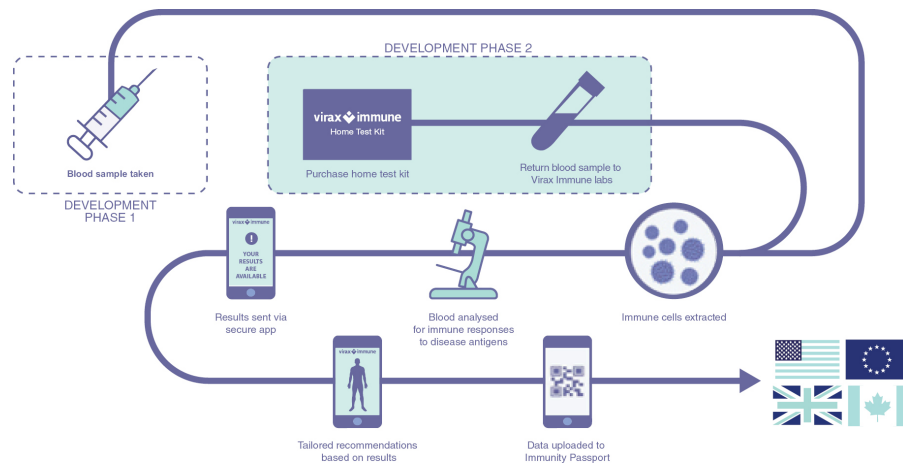 DEVELOPMENT PHASE 2
virax immune
Home Test Kit
Blood sample taken
Purchase home test kit
Return blood sample to
Virax Immune labs
DEVELOPMENT
PHASE 1
virax immune
!
YOUR
RESULTS
ARE
AVAILABLE
Results sent via
secure app
Blood analysed
for immune responses
to disease antigens
Immune cells extracted
virax immune
Tailored recommendations
based on results
Data uploaded to
Immunity Passport